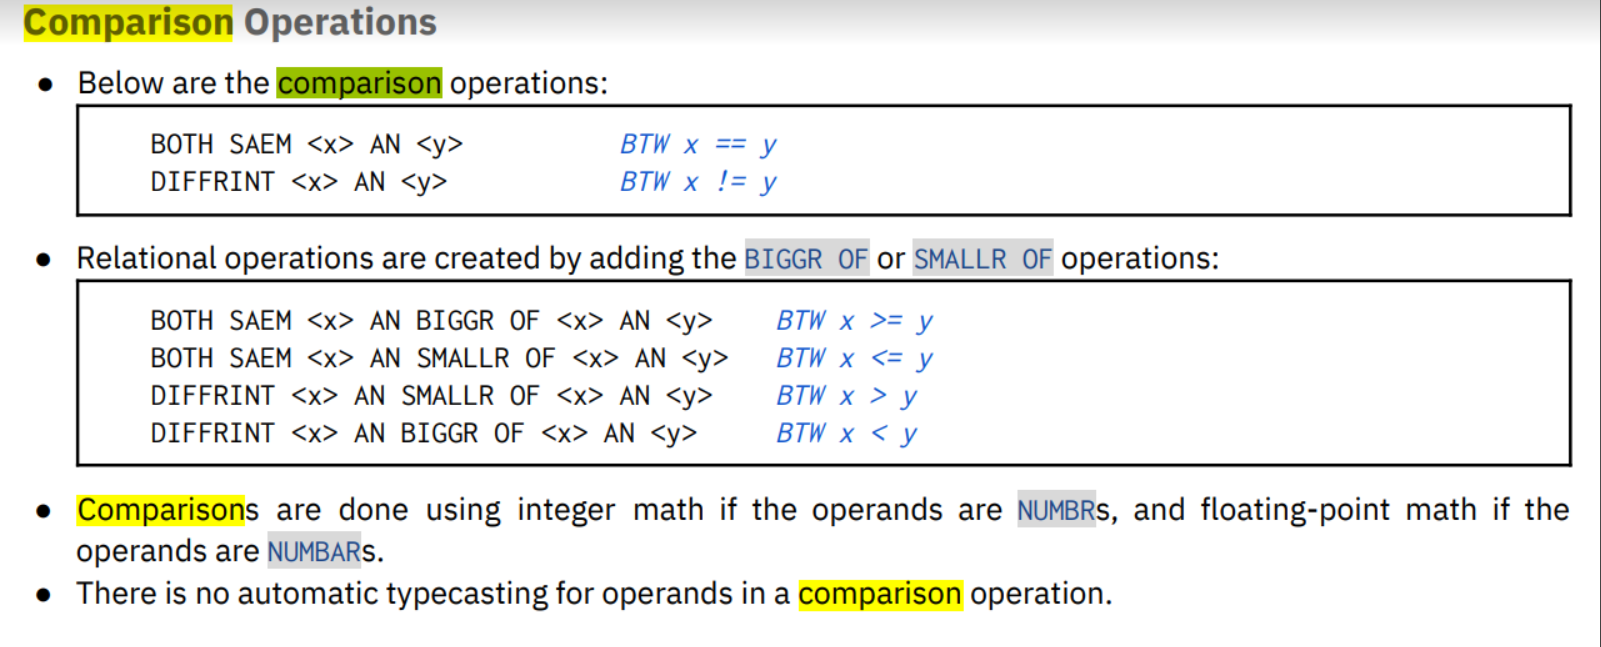 Comparison Operations
● Below are the comparison operations:
BOTH SAEM <x> AN <y> BTW x == y
DIFFRINT <x> AN <y> BTW x != y
● Relational operations are created by adding the BIGGR OF or SMALLR OF operations:
BOTH SAEM <x> AN BIGGR OF <x> AN <y> BTW x >= y
BOTH SAEM <x> AN SMALLR OF <x> AN <y> BTW x <= y
DIFFRINT <x> AN SMALLR OF <x> AN <y> BTW x > y
DIFFRINT <x> AN BIGGR OF <x> AN <y> BTW x < y
● Comparisons are done using integer math if the operands are NUMBRs, and floating-point math if the
operands are NUMBARs.
● There is no automatic typecasting for operands in a comparison operation.